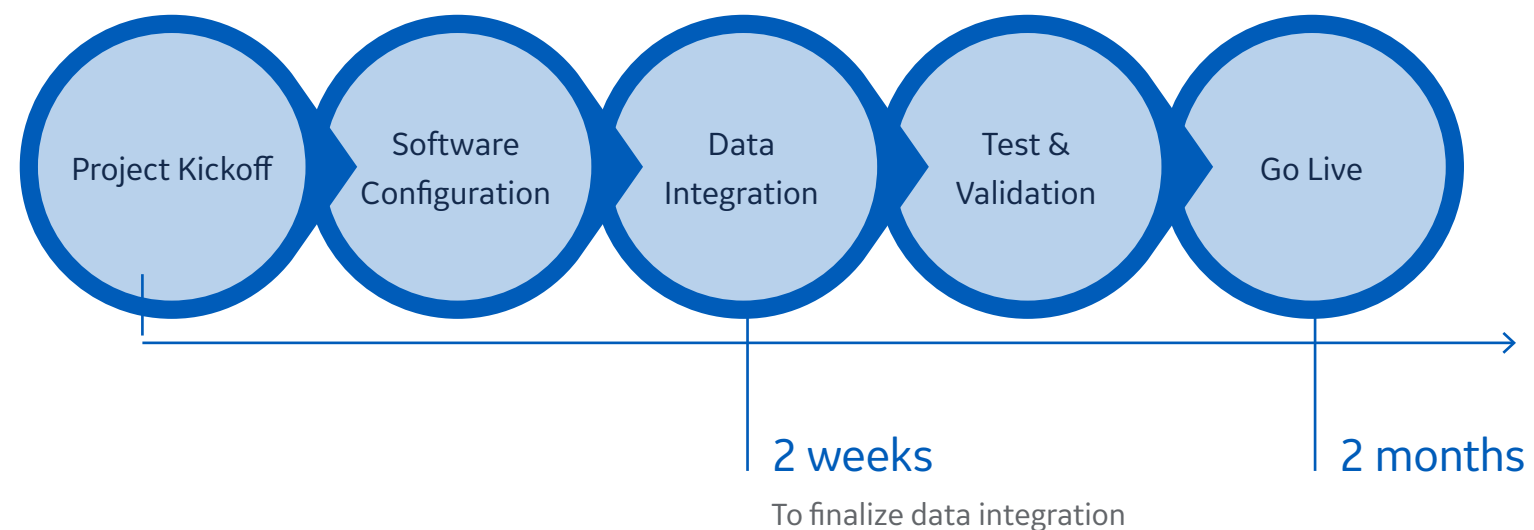 Project Kickoff
Software
Configuration
Data
Integration
Test &
Validation
Go Live
2 weeks
To finalize data integration
2 months